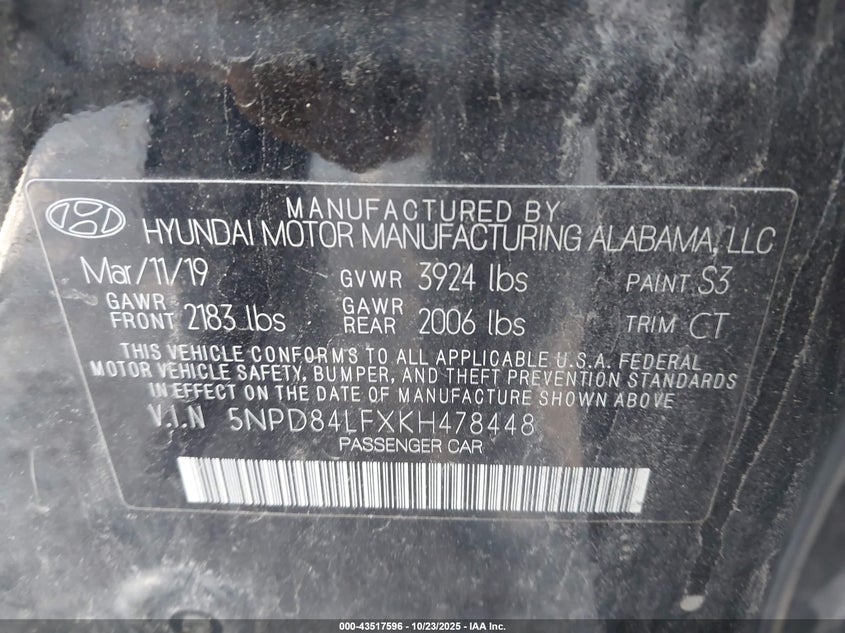 MANUFACTURED BY
HYUNDAI MOTOR MANUFACTURING ALABAMA, LLC
Mar/11/19 GVWR 3924 lbs PAINT S3
GAWR FRONT 2183 lbs GAWR REAR 2006 lbs TRIM CT
THIS VEHICLE CONFORMS TO ALL APPLICABLE U.S.A. FEDERAL
MOTOR VEHICLE SAFETY, BUMPER, AND THEFT PREVENTION STANDARDS
IN EFFECT ON THE DATE OF MANUFACTURE SHOWN ABOVE
V.I.N 5NPD84LFXKH478448
PASSENGER CAR
000-43517596 - 10/23/2025 - IAA Inc.